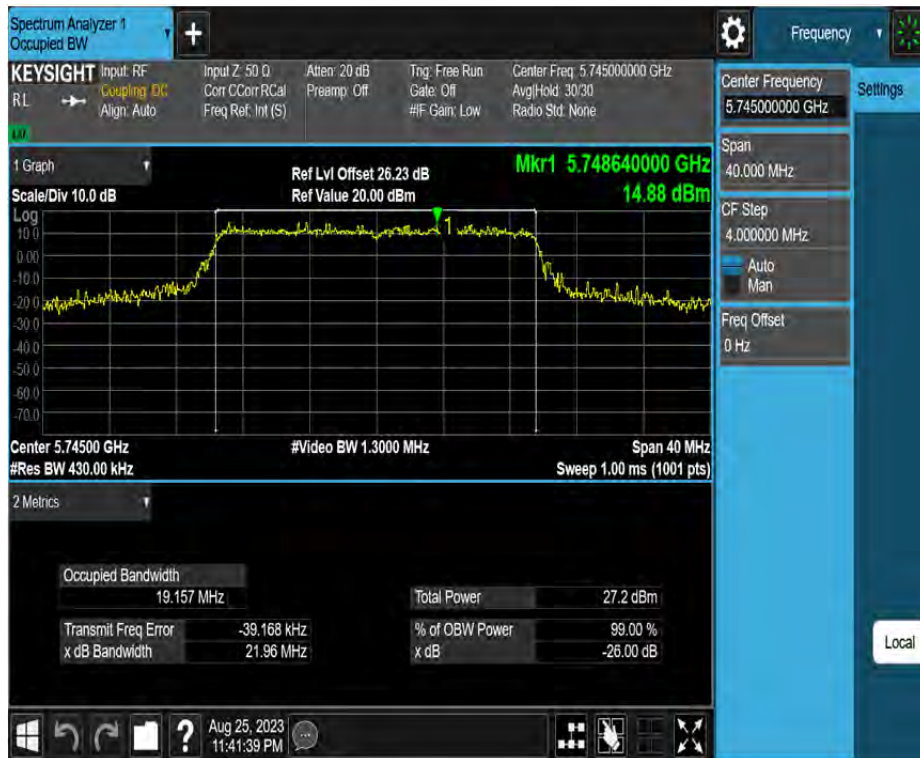 Spectrum Analyzer 1
Occupied BW
+
Frequency
KEYSIGHT
RL
Input: RF
Coupling: DC
Align: Auto
Input Z: 50 Ω
Corr CCorr RCal
Freq Ref: Int (S)
Atten: 20 dB
Preamp: Off
Trig: Free Run
Gate: Off
#IF Gain: Low
Center Freq: 5.745000000 GHz
Avg|Hold: 30/30
Radio Std: None
Center Frequency
5.745000000 GHz
Settings
Span
40.000 MHz
CF Step
4.000000 MHz
Auto
Man
Freq Offset
0 Hz
1 Graph
Scale/Div 10.0 dB
Ref Lvl Offset 26.23 dB
Ref Value 20.00 dBm
Mkr1 5.748640000 GHz
14.88 dBm
Log
10.0
0.00
-10.0
-20.0
-30.0
-40.0
-50.0
-60.0
-70.0
1
Center 5.74500 GHz
#Video BW 1.3000 MHz
Span 40 MHz
#Res BW 430.00 kHz
Sweep 1.00 ms (1001 pts)
2 Metrics
Occupied Bandwidth
19.157 MHz
Total Power 27.2 dBm
Transmit Freq Error -39.168 kHz
% of OBW Power 99.00 %
x dB Bandwidth 21.96 MHz
x dB -26.00 dB
Local
?
Aug 25, 2023
11:41:39 PM